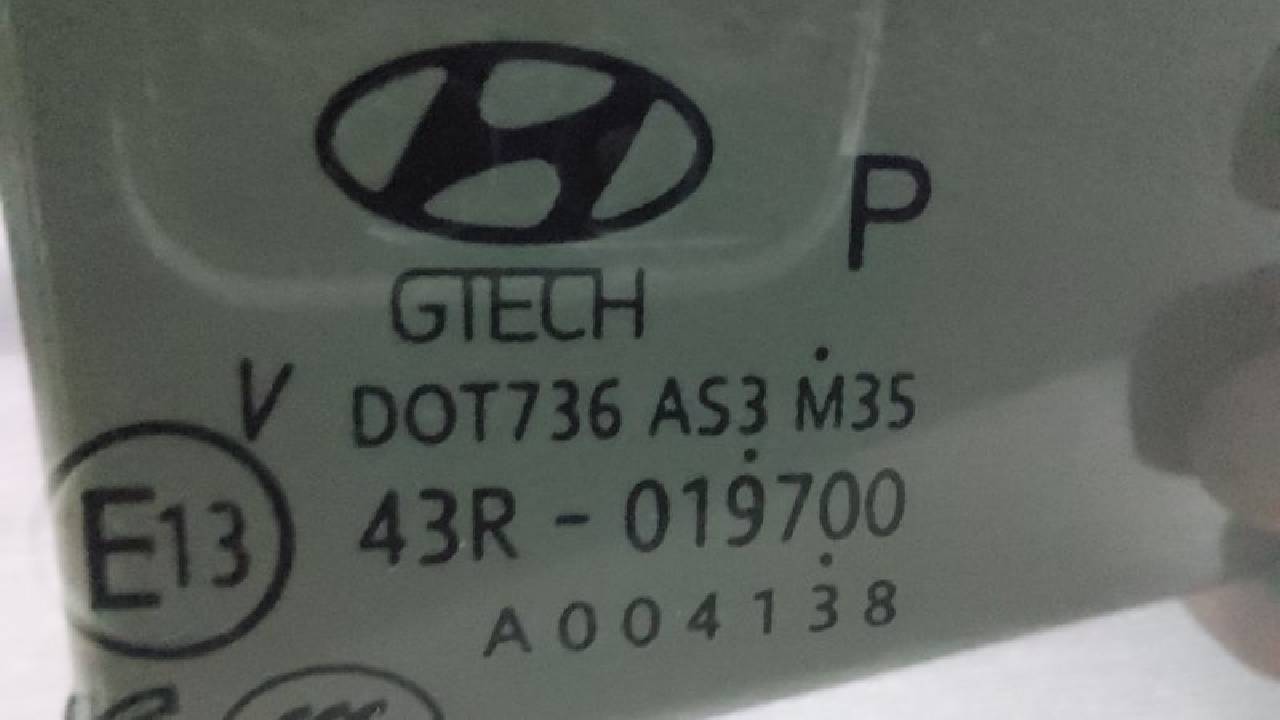 P
GTECH
V DOT736 AS3 M35
E13 43R - 019700
A004138